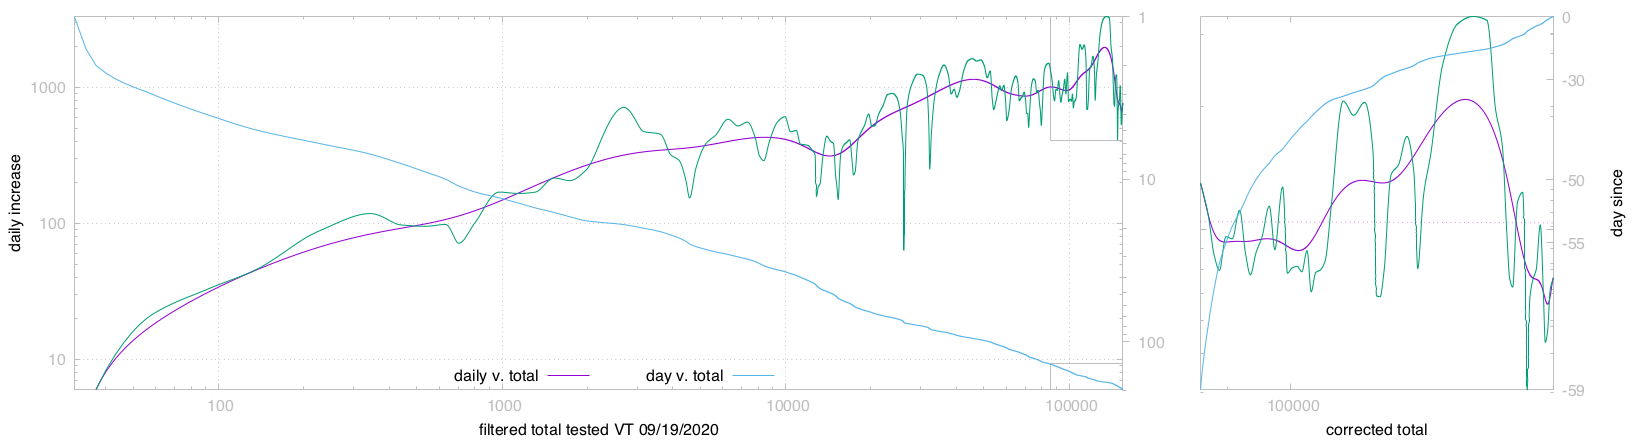 1000
100
10
daily increase
daily v. total
day v. total
100
1000
10000
100000
filtered total tested VT 09/19/2020
1
10
100
100000
corrected total
0
-30
-50
-55
-59
day since